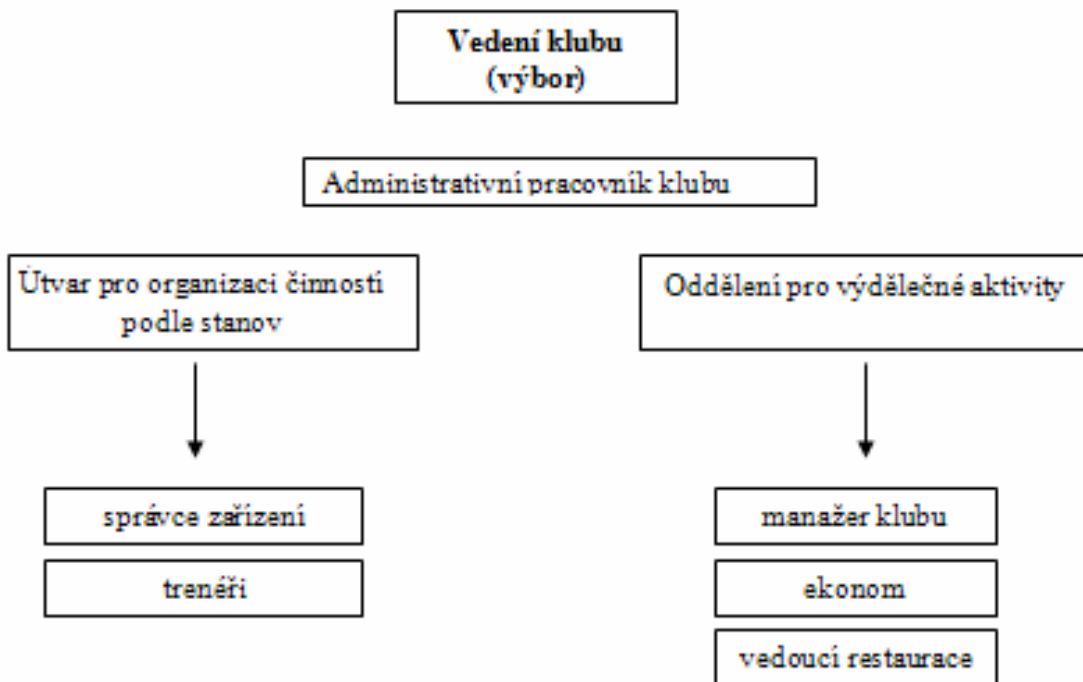 Vedení klubu
(výbor)
Administrativní pracovník klubu
Útvar pro organizaci činností
podle stanov
Oddělení pro výdělečné aktivity
správce zařízení
trenéři
manažer klubu
ekonom
vedoucí restaurace